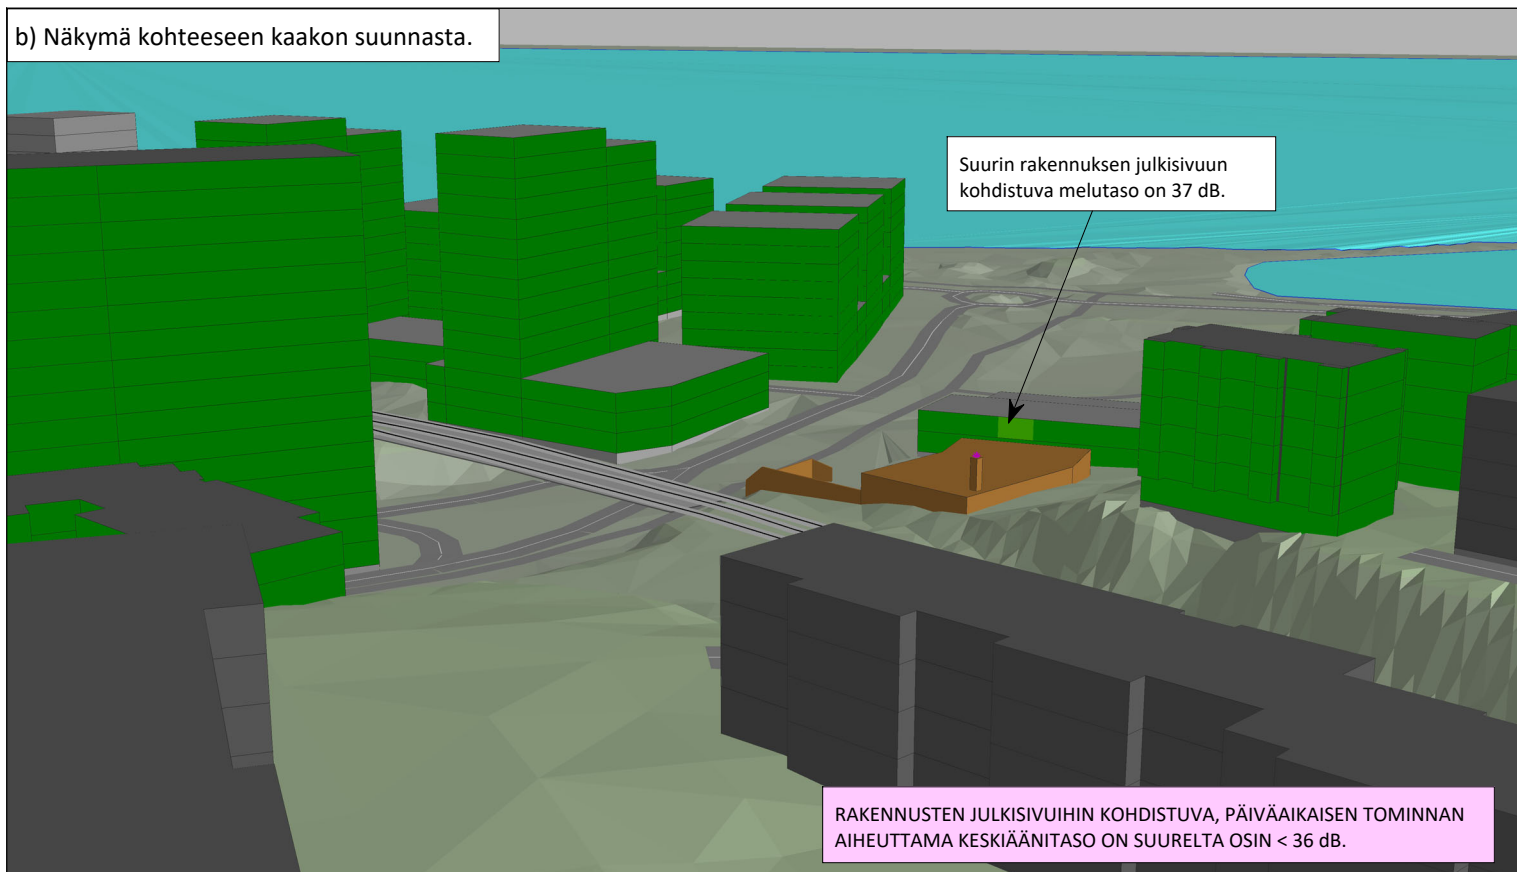 b) Näkymä kohteeseen kaakon suunnasta.
Suurin rakennuksen julkisivuun
kohdistuva melutaso on 37 dB.
RAKENNUSTEN JULKISIVUIHIN KOHDISTUVA, PÄIVÄAIKAISEN TOMINNAN
AIHEUTTAMA KESKIÄÄNITASO ON SUURELTA OSIN < 36 dB.